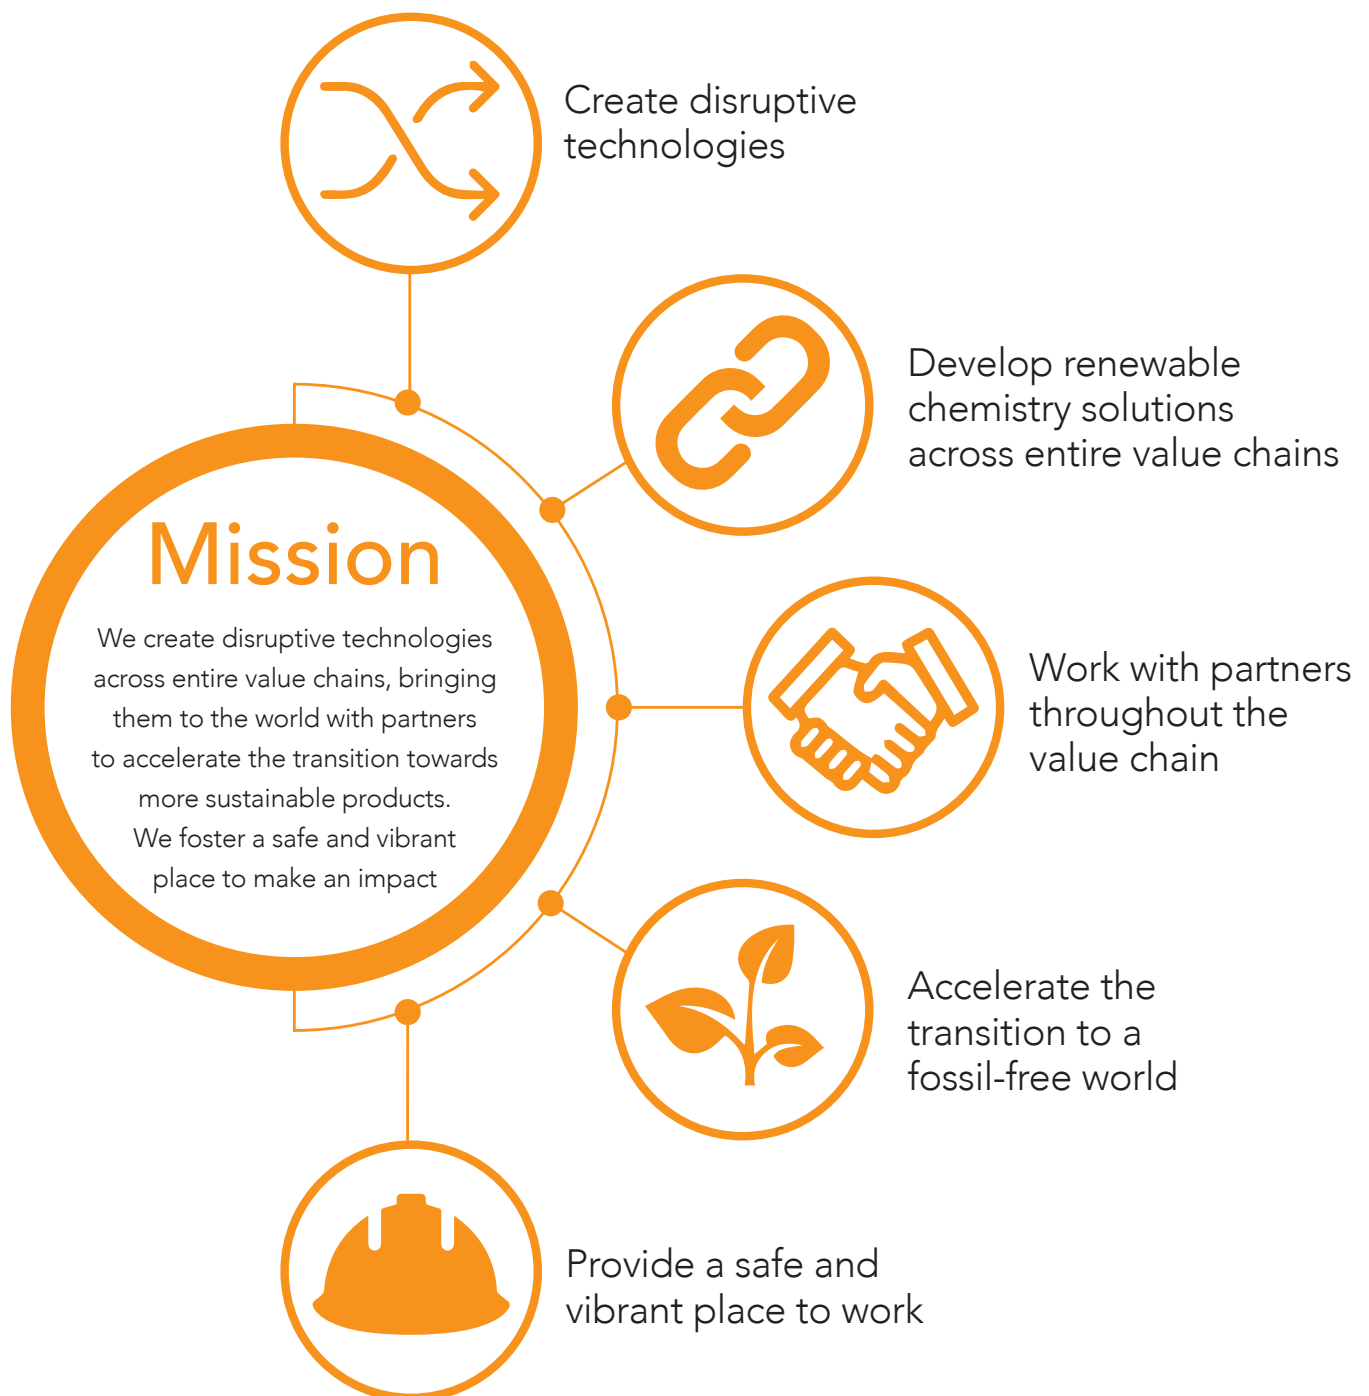 Create disruptive
technologies
Develop renewable
chemistry solutions
across entire value chains
Mission
We create disruptive technologies
across entire value chains, bringing
them to the world with partners
to accelerate the transition towards
more sustainable products.
We foster a safe and vibrant
place to make an impact
Work with partners
throughout the
value chain
Accelerate the
transition to a
fossil-free world
Provide a safe and
vibrant place to work